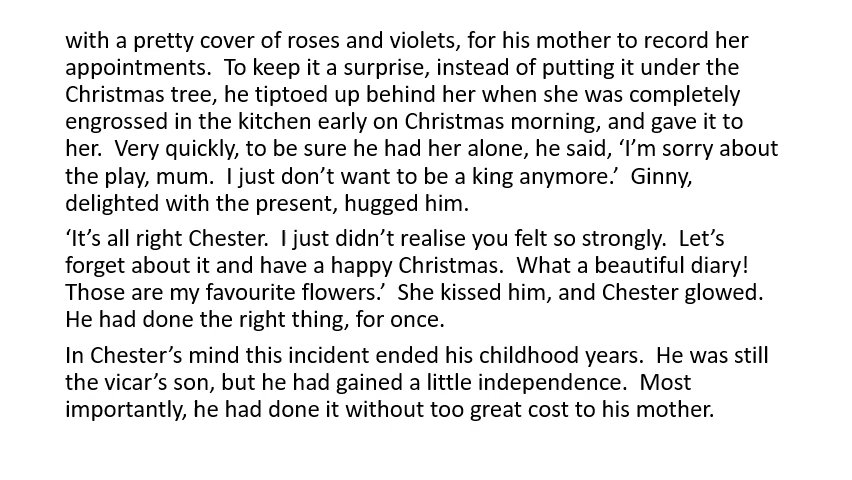 with a pretty cover of roses and violets, for his mother to record her
appointments.  To keep it a surprise, instead of putting it under the
Christmas tree, he tiptoed up behind her when she was completely
engrossed in the kitchen early on Christmas morning, and gave it to
her.  Very quickly, to be sure he had her alone, he said, ‘I’m sorry about
the play, mum.  I just don’t want to be a king anymore.’  Ginny,
delighted with the present, hugged him.
‘It’s all right Chester.  I just didn’t realise you felt so strongly.  Let’s
forget about it and have a happy Christmas.  What a beautiful diary!
Those are my favourite flowers.’  She kissed him, and Chester glowed.
He had done the right thing, for once.
In Chester’s mind this incident ended his childhood years.  He was still
the vicar’s son, but he had gained a little independence.  Most
importantly, he had done it without too great cost to his mother.